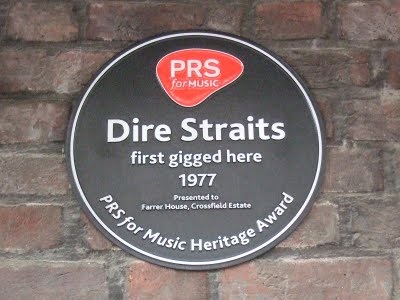 PRS
for MUSIC
Dire Straits
first gigged here
1977
Presented to
Farrer House, Crossfield Estate
PRS for Music Heritage Award